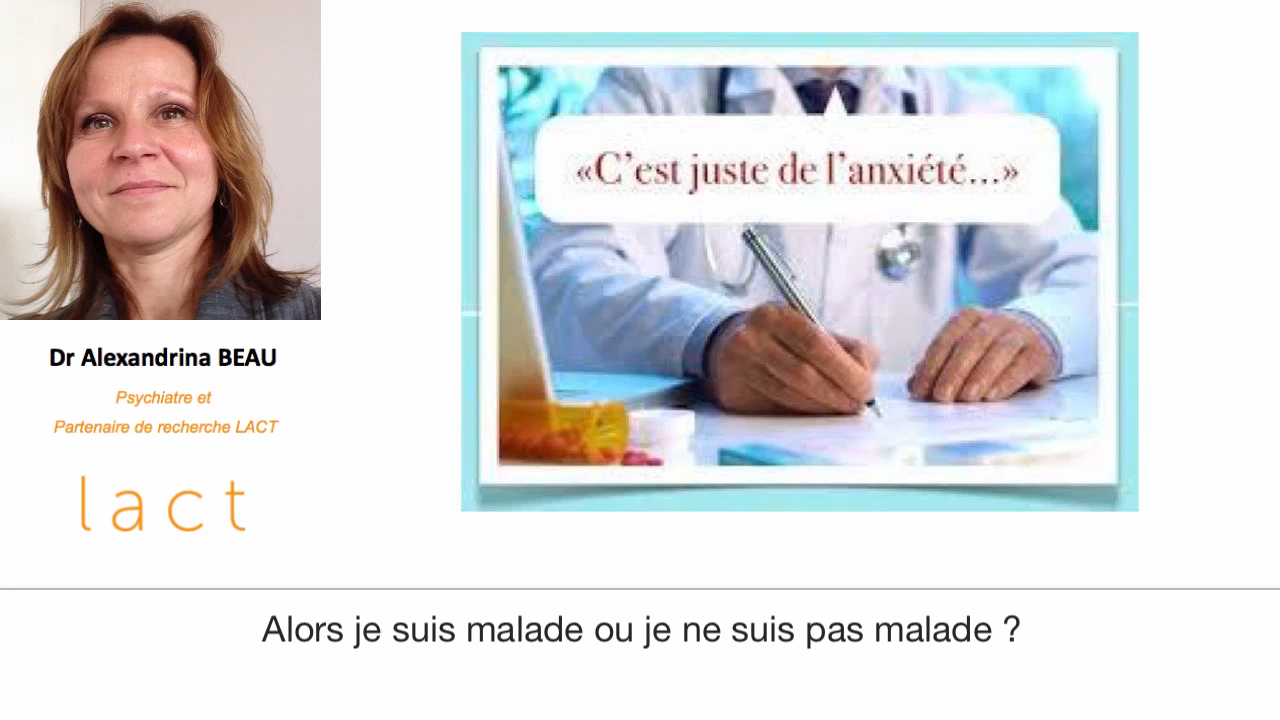 «C’est juste de l’anxiété...»
Dr Alexandrina BEAU
Psychiatre et
Partenaire de recherche LACT
lact
Alors je suis malade ou je ne suis pas malade ?